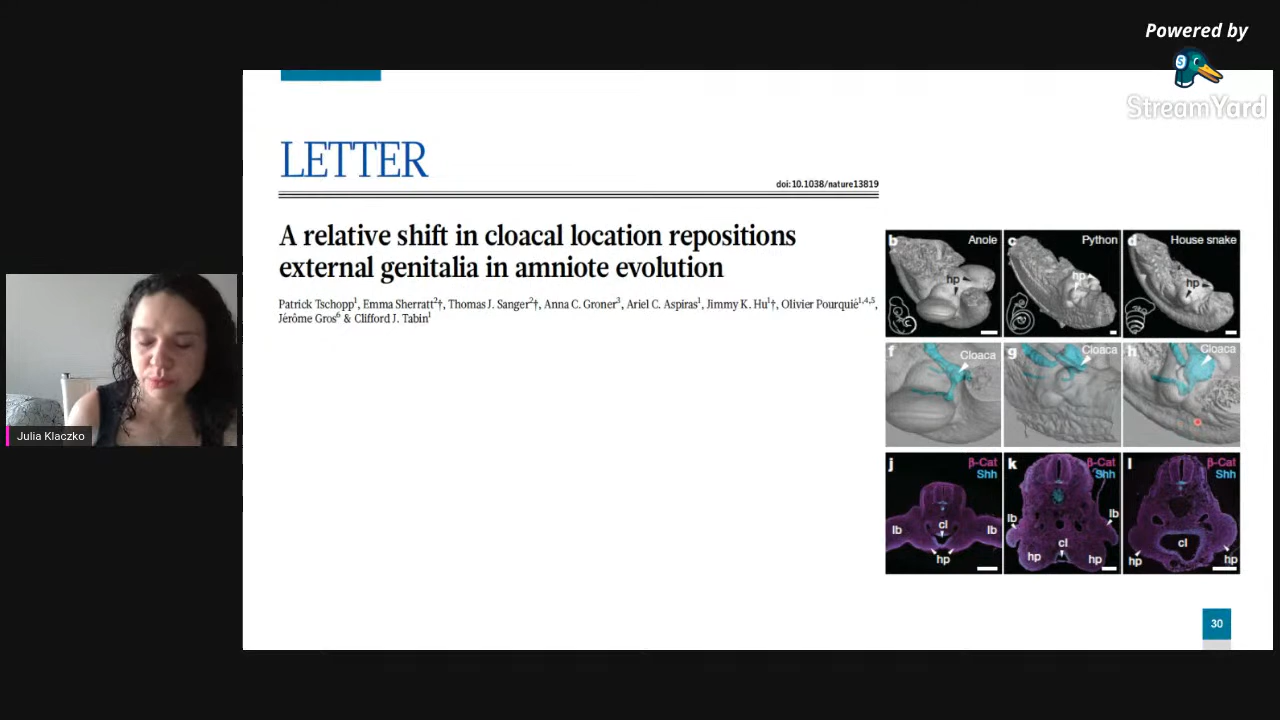 Powered by
StreamYard
LETTER
doi:10.1038/nature13819
A relative shift in cloacal location repositions
external genitalia in amniote evolution
Patrick Tschopp¹, Emma Sherratt²†, Thomas J. Sanger²†, Anna C. Groner³, Ariel C. Aspiras¹, Jimmy K. Hu¹†, Olivier Pourquié¹,⁴,⁵,
Jérôme Gros⁶ & Clifford J. Tabin¹
b Anole c Python d House snake
hp hp hp
f Cloaca g Cloaca h Cloaca
j β-Cat k β-Cat l β-Cat
Shh Shh Shh
lb cl lb lb lb
hp hp cl hp hp cl hp
Julia Klaczko
30